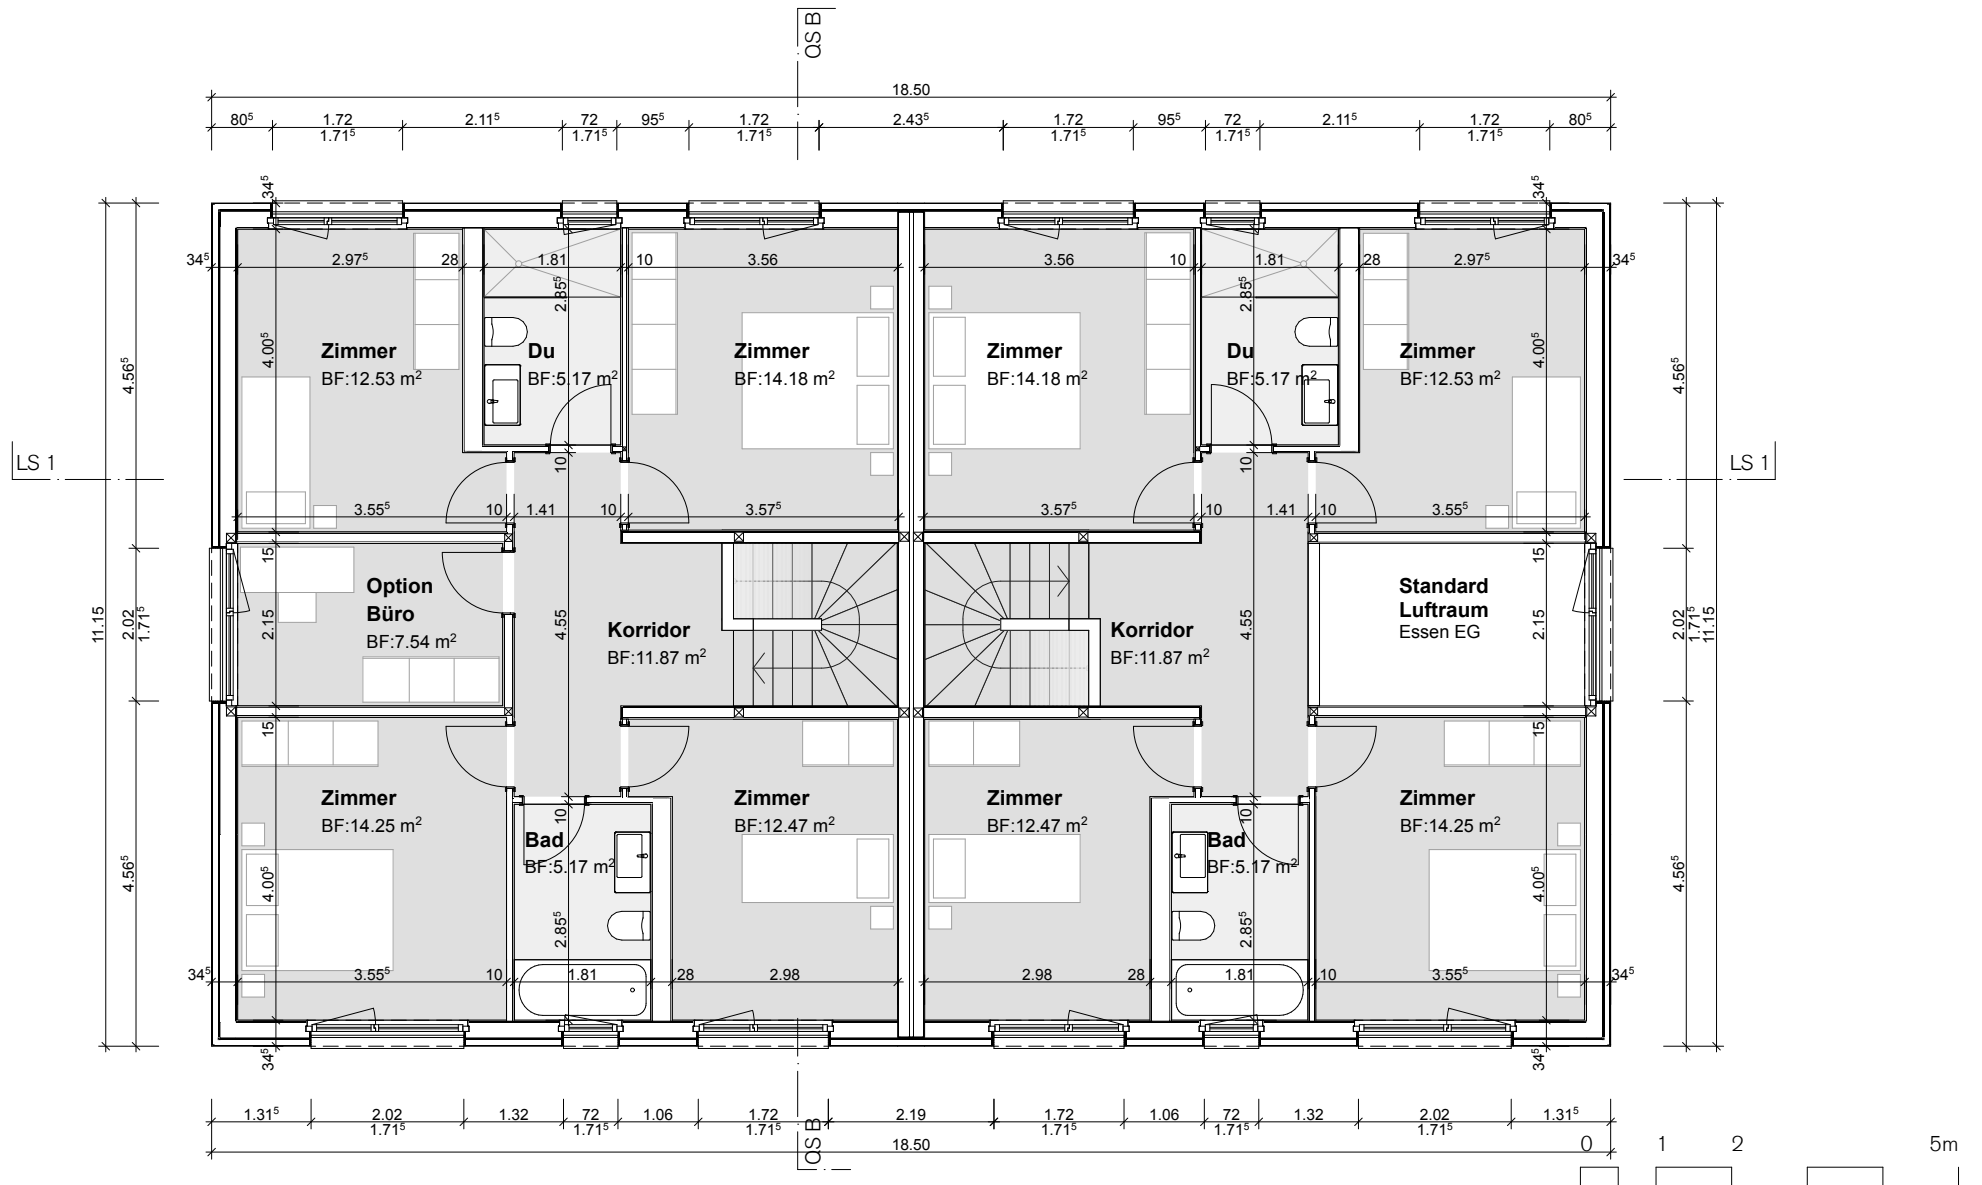 QS B
18.50
80⁵ 1.72 2.11⁵ 72 95⁵ 1.72 2.43⁵ 1.72 95⁵ 72 2.11⁵ 1.72 80⁵
1.71⁵ 1.71⁵ 1.71⁵ 1.71⁵ 1.71⁵ 1.71⁵
34⁵ 34⁵
34⁵ 2.97⁵ 28 1.81 10 3.56 3.56 10 1.81 28 2.97⁵ 34⁵
2.85⁵ 2.85⁵
4.00⁵ 4.00⁵
4.56⁵ 4.56⁵
Zimmer Du Zimmer Zimmer Du Zimmer
BF:12.53 m² BF:5.17 m² BF:14.18 m² BF:14.18 m² BF:5.17 m² BF:12.53 m²
LS 1 LS 1
10 10
3.55⁵ 10 1.41 10 3.57⁵ 3.57⁵ 10 1.41 10 3.55⁵
15 15
Option
Büro
BF:7.54 m²
Standard
Luftraum
Essen EG
11.15 2.02 1.71⁵ 2.15 4.55 4.55 2.15 2.02 1.71⁵ 11.15
Korridor Korridor
BF:11.87 m² BF:11.87 m²
15 15
Zimmer Zimmer Zimmer Zimmer
BF:14.25 m² BF:12.47 m² BF:12.47 m² BF:14.25 m²
10 10
Bad Bad
BF:5.17 m² BF:5.17 m²
4.56⁵ 4.00⁵ 4.00⁵ 4.56⁵
2.85⁵ 2.85⁵
34⁵ 3.55⁵ 10 1.81 28 2.98 2.98 28 1.81 10 3.55⁵ 34⁵
34⁵ 34⁵
1.31⁵ 2.02 1.32 72 1.06 1.72 2.19 1.72 1.06 72 1.32 2.02 1.31⁵
1.71⁵ 1.71⁵ 1.71⁵ 1.71⁵ 1.71⁵ 1.71⁵
18.50
QS B
0 1 2 5m